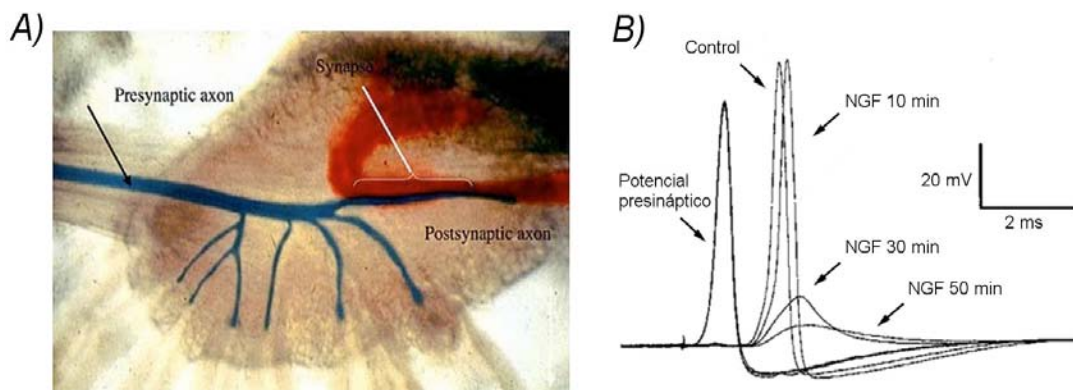 A)
Presynaptic axon
Synapse
Postsynaptic axon
B)
Control
NGF 10 min
Potencial
presináptico
20 mV
2 ms
NGF 30 min
NGF 50 min